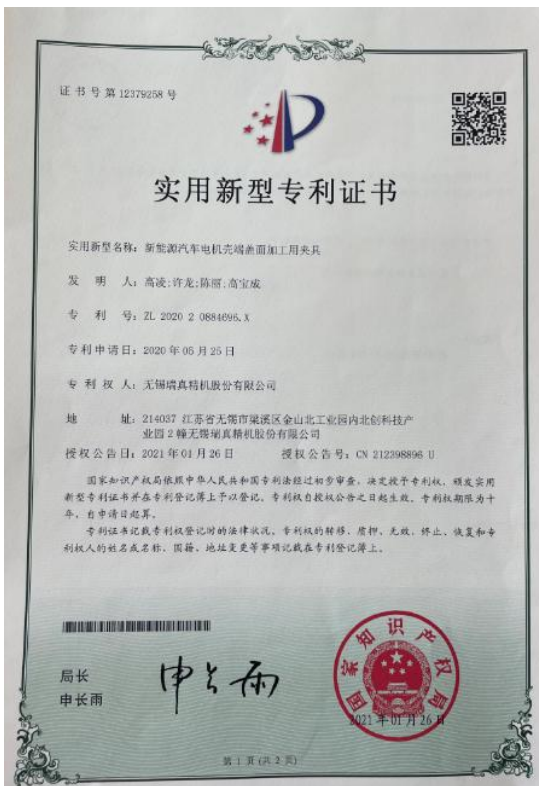 证书号第12379258号
实用新型专利证书
实用新型名称：新能源汽车电机壳端盖面加工用夹具
发明人：高凌;许龙;陈丽;高宝成
专利号：ZL 2020 2 0884696.X
专利申请日：2020年05月25日
专利权人：无锡瑞真精机股份有限公司
地址：214037 江苏省无锡市梁溪区金山北工业园内北创科技产
业园2幢无锡瑞真精机股份有限公司
授权公告日：2021年01月26日 授权公告号：CN 212398896 U
国家知识产权局依照中华人民共和国专利法经过初步审查，决定授予专利权，颁发实用
新型专利证书并在专利登记簿上予以登记。专利权自授权公告之日起生效。专利权期限为十
年，自申请日起算。
专利证书记载专利权登记时的法律状况。专利权的转移、质押、无效、终止、恢复和专
利权人的姓名或名称、国籍、地址变更等事项记载在专利登记簿上。
局长
申长雨
申长雨
国家知识产权局
2021年01月26日
第1页(共2页)